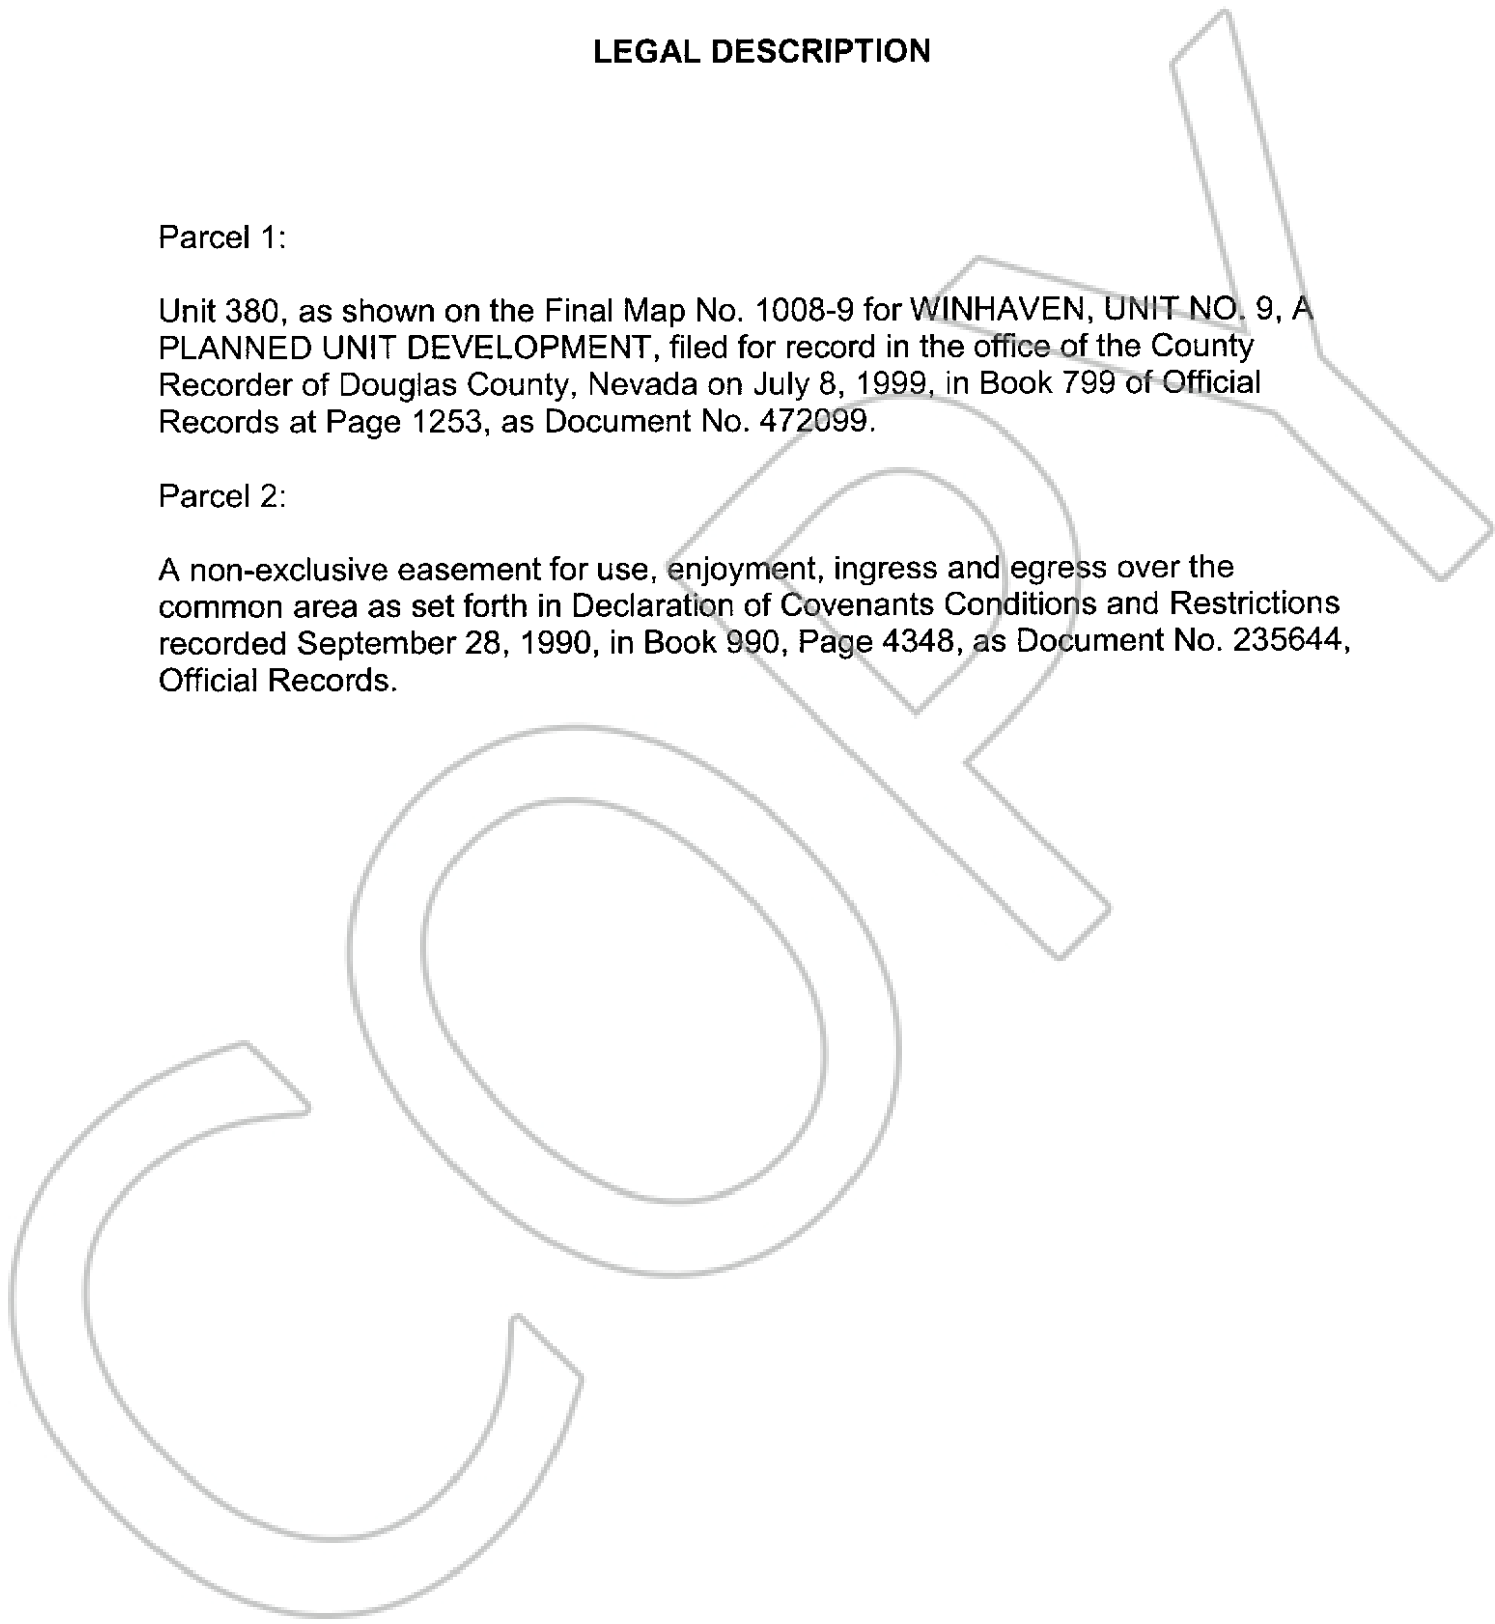 LEGAL DESCRIPTION
Parcel 1:
Unit 380, as shown on the Final Map No. 1008-9 for WINHAVEN, UNIT NO. 9, A
PLANNED UNIT DEVELOPMENT, filed for record in the office of the County
Recorder of Douglas County, Nevada on July 8, 1999, in Book 799 of Official
Records at Page 1253, as Document No. 472099.
Parcel 2:
A non-exclusive easement for use, enjoyment, ingress and egress over the
common area as set forth in Declaration of Covenants Conditions and Restrictions
recorded September 28, 1990, in Book 990, Page 4348, as Document No. 235644,
Official Records.
COPY